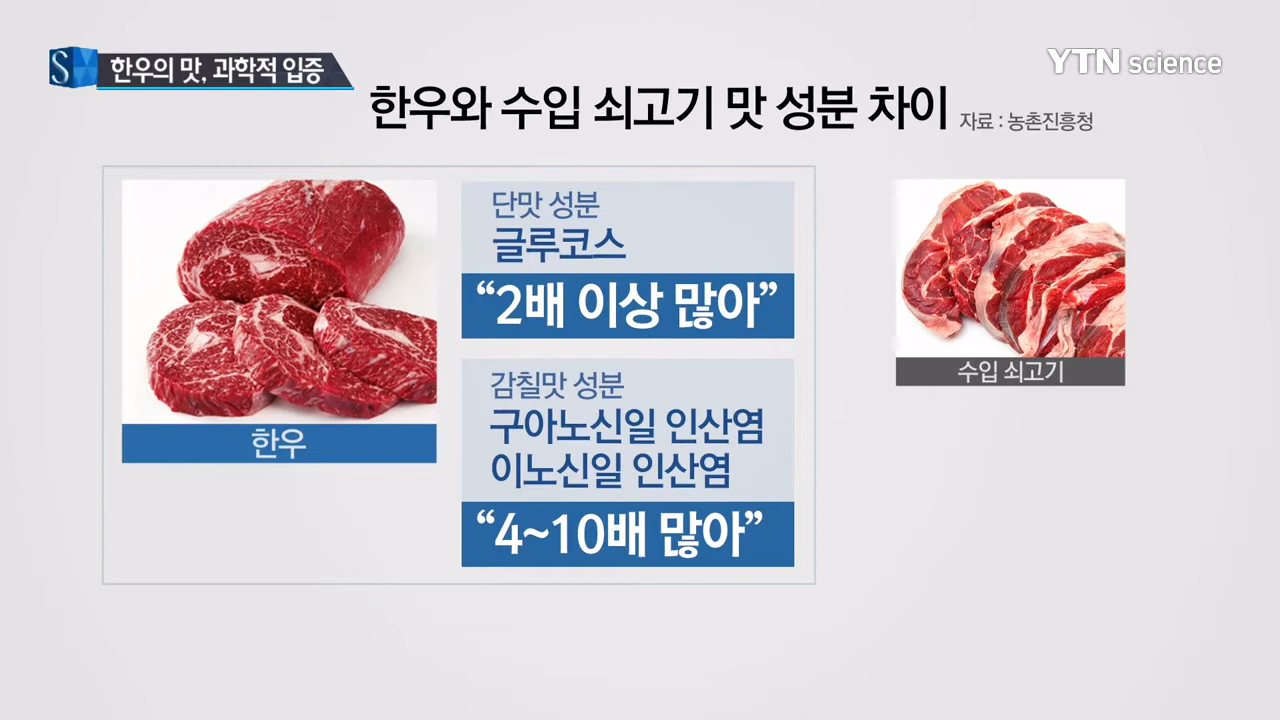 S
한우의 맛, 과학적 입증
YTN science
한우와 수입 쇠고기 맛 성분 차이
자료 : 농촌진흥청
단맛 성분
글루코스
“2배 이상 많아”
감칠맛 성분
구아노신일 인산염
이노신일 인산염
“4~10배 많아”
한우
수입 쇠고기